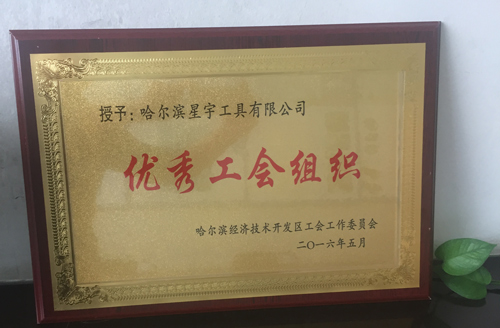 授予：哈尔滨星宇工具有限公司
优秀工会组织
哈尔滨经济技术开发区工会工作委员会
二〇一六年五月